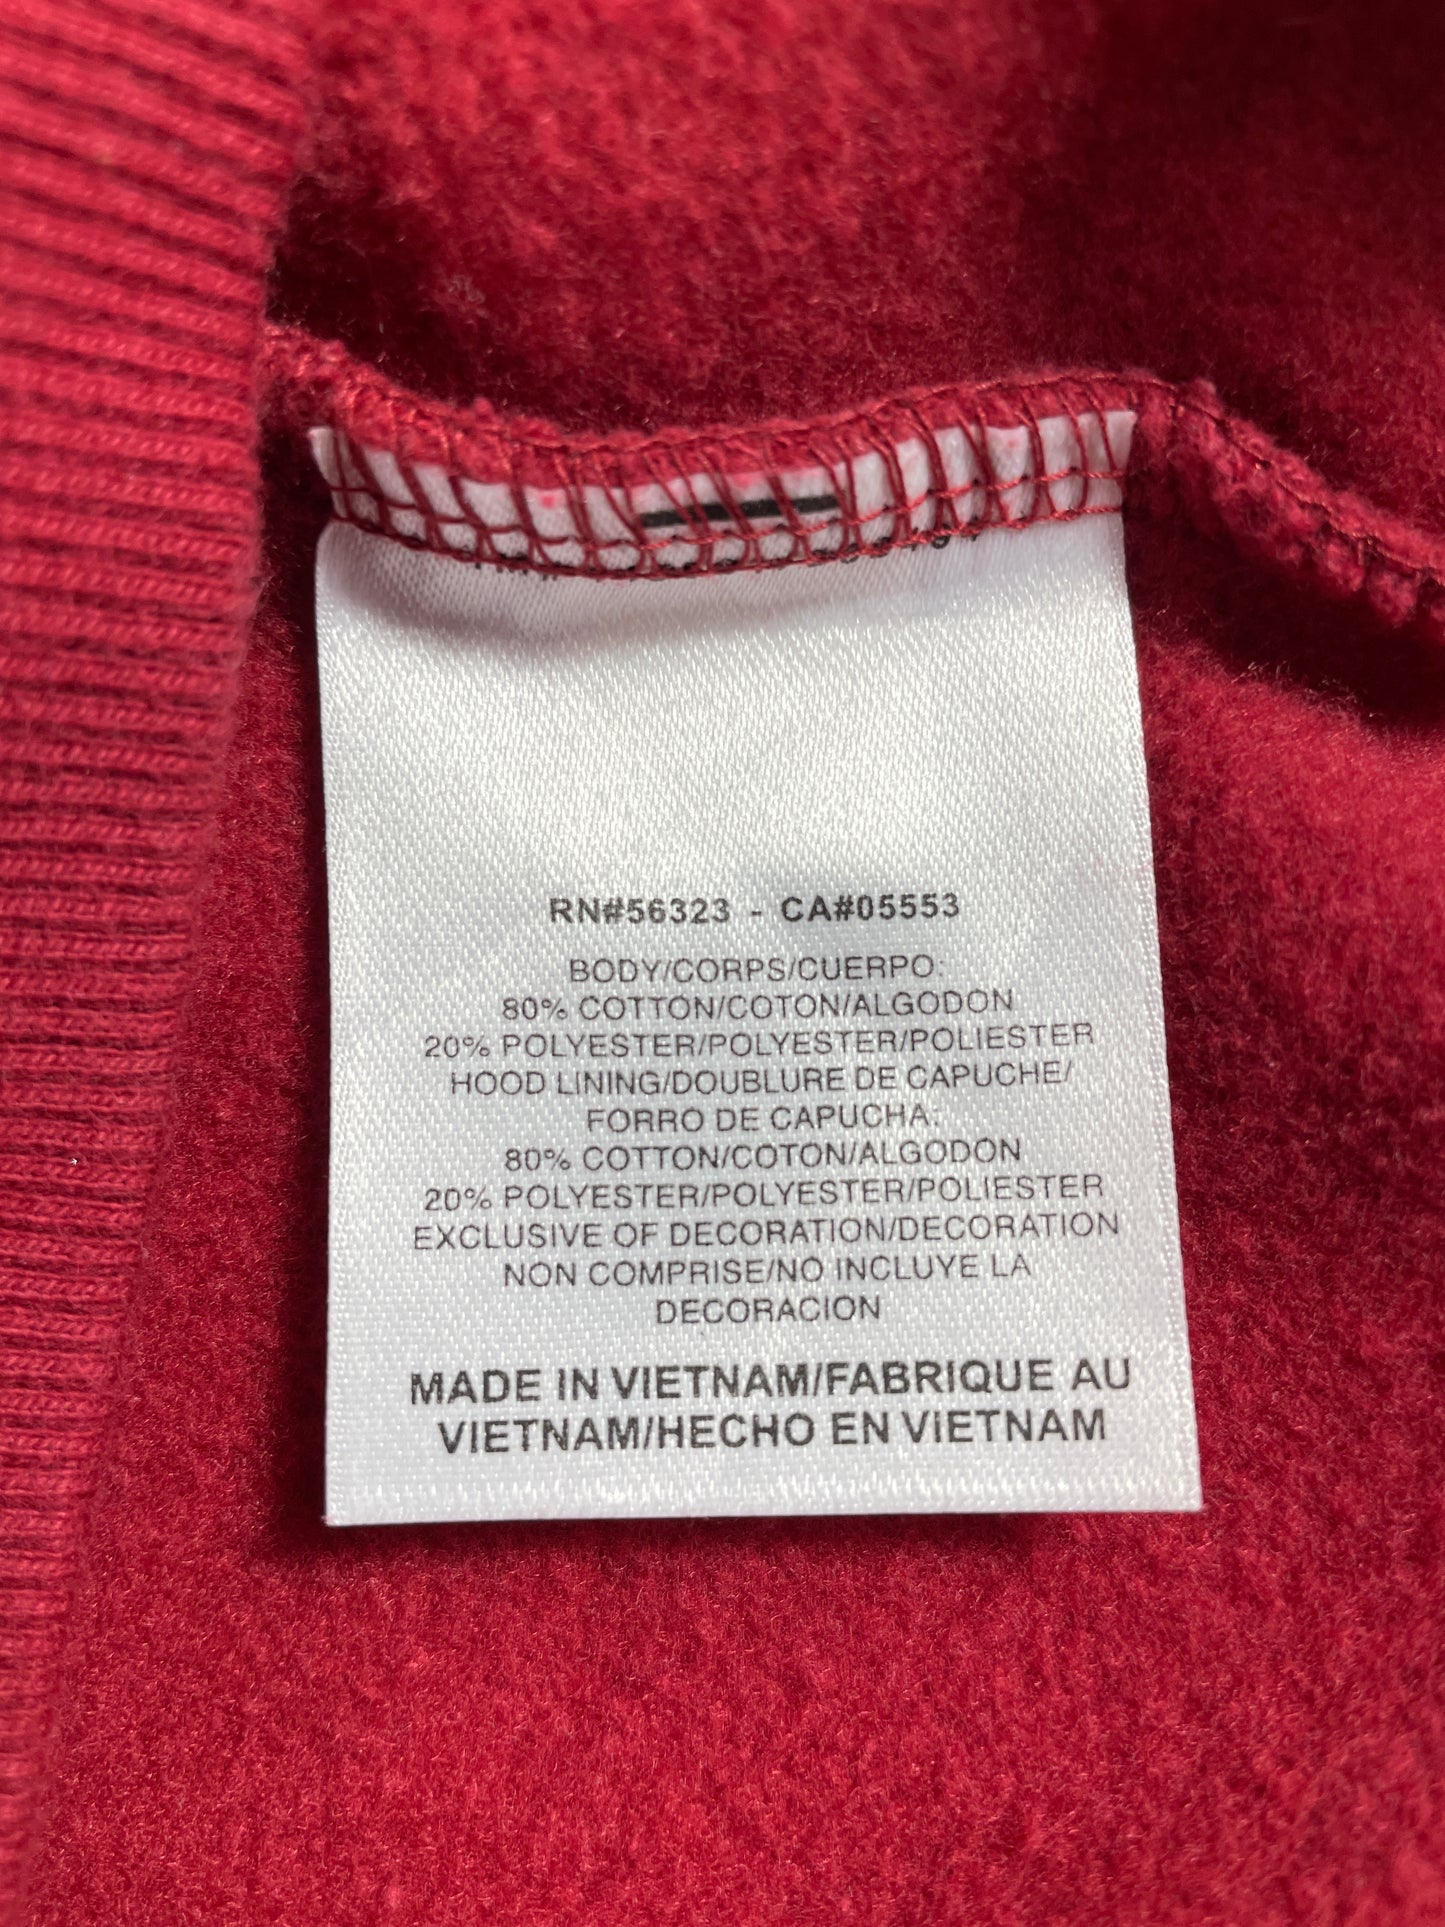 RN#56323 - CA#05553
BODY/CORPS/CUERPO:
80% COTTON/COTON/ALGODON
20% POLYESTER/POLYESTER/POLIESTER
HOOD LINING/DOUBLURE DE CAPUCHE/
FORRO DE CAPUCHA:
80% COTTON/COTON/ALGODON
20% POLYESTER/POLYESTER/POLIESTER
EXCLUSIVE OF DECORATION/DECORATION
NON COMPRISE/NO INCLUYE LA
DECORACION
MADE IN VIETNAM/FABRIQUE AU
VIETNAM/HECHO EN VIETNAM